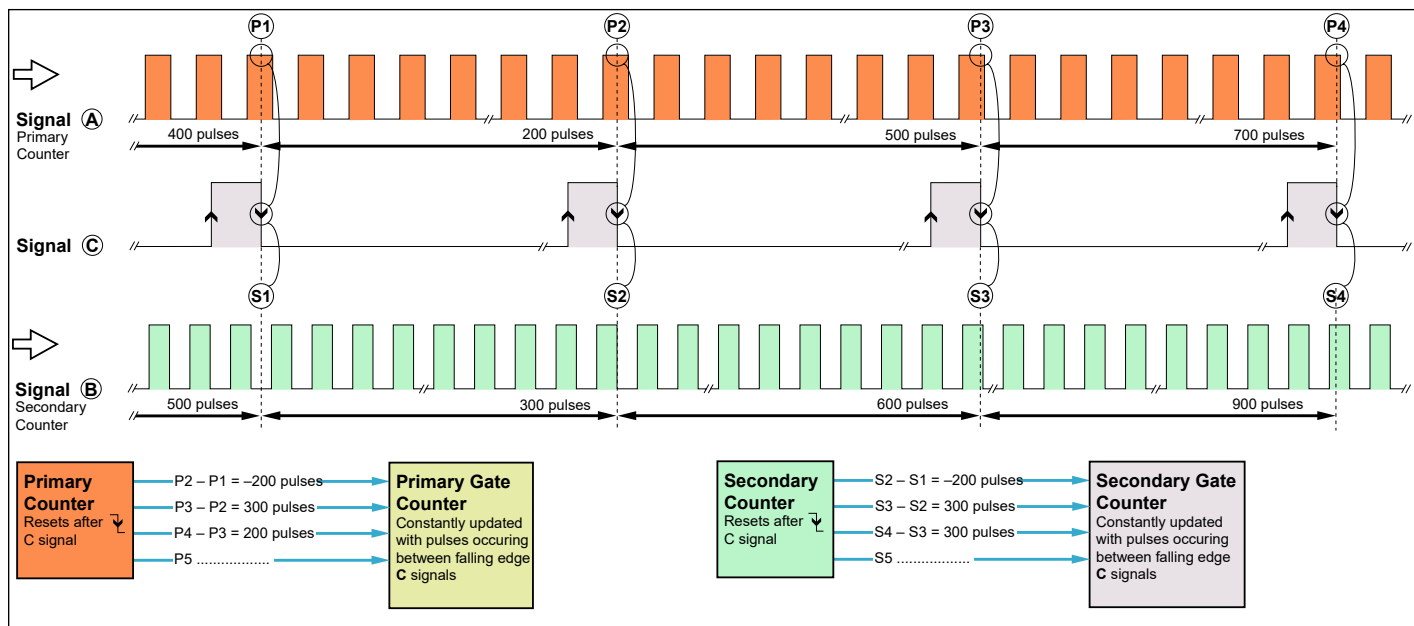 P1 P2 P3 P4
Signal A
Primary
Counter
400 pulses 200 pulses 500 pulses 700 pulses
Signal C
S1 S2 S3 S4
Signal B
Secondary
Counter
500 pulses 300 pulses 600 pulses 900 pulses
Primary
Counter
Resets after
C signal
P2 – P1 = –200 pulses
P3 – P2 = 300 pulses
P4 – P3 = 200 pulses
P5 ..................
Primary Gate
Counter
Constantly updated
with pulses occuring
between falling edge
C signals
Secondary
Counter
Resets after
C signal
S2 – S1 = –200 pulses
S3 – S2 = 300 pulses
S4 – S3 = 300 pulses
S5 ..................
Secondary Gate
Counter
Constantly updated
with pulses occuring
between falling edge
C signals